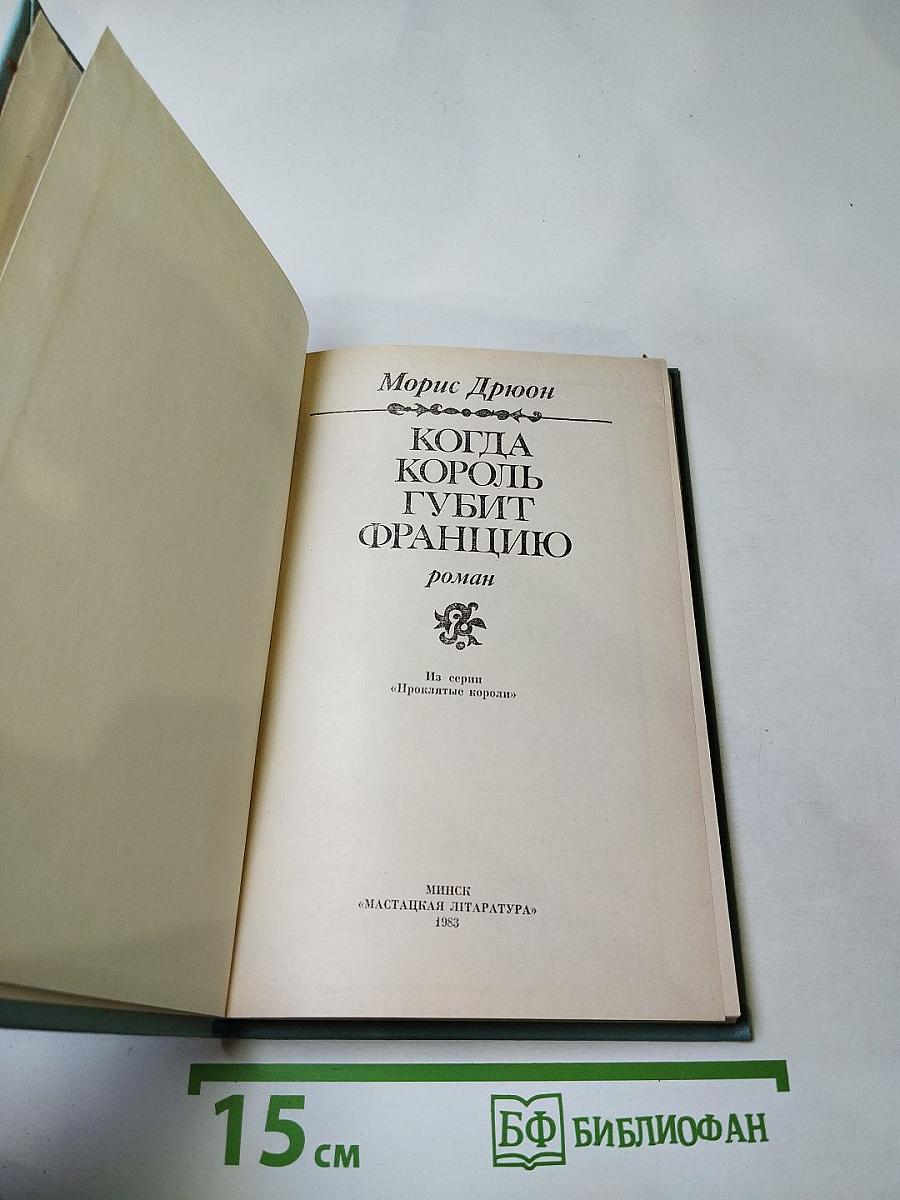 Морис Дрюон
КОГДА
КОРОЛЬ
ГУБИТ
ФРАНЦИЮ
роман
Из серии
«Проклятые короли»
МИНСК
«МАСТАЦКАЯ ЛІТАРАТУРА»
1983
15 см
БФ БИБЛИОФАН